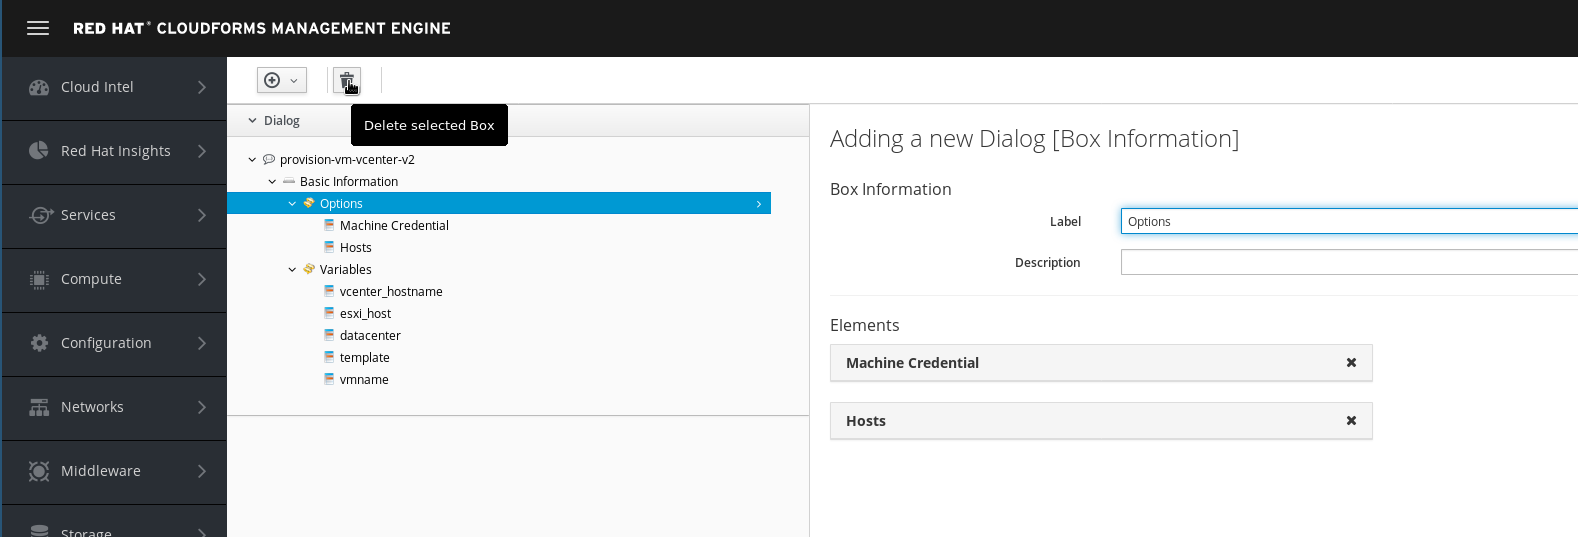 RED HAT® CLOUDFORMS MANAGEMENT ENGINE
Cloud Intel
Red Hat Insights
Services
Compute
Configuration
Networks
Middleware
Storage
Delete selected Box
Dialog
provision-vm-vcenter-v2
Basic Information
Options
Machine Credential
Hosts
Variables
vcenter_hostname
esxi_host
datacenter
template
vmname
Adding a new Dialog [Box Information]
Box Information
Label Options
Description
Elements
Machine Credential
Hosts